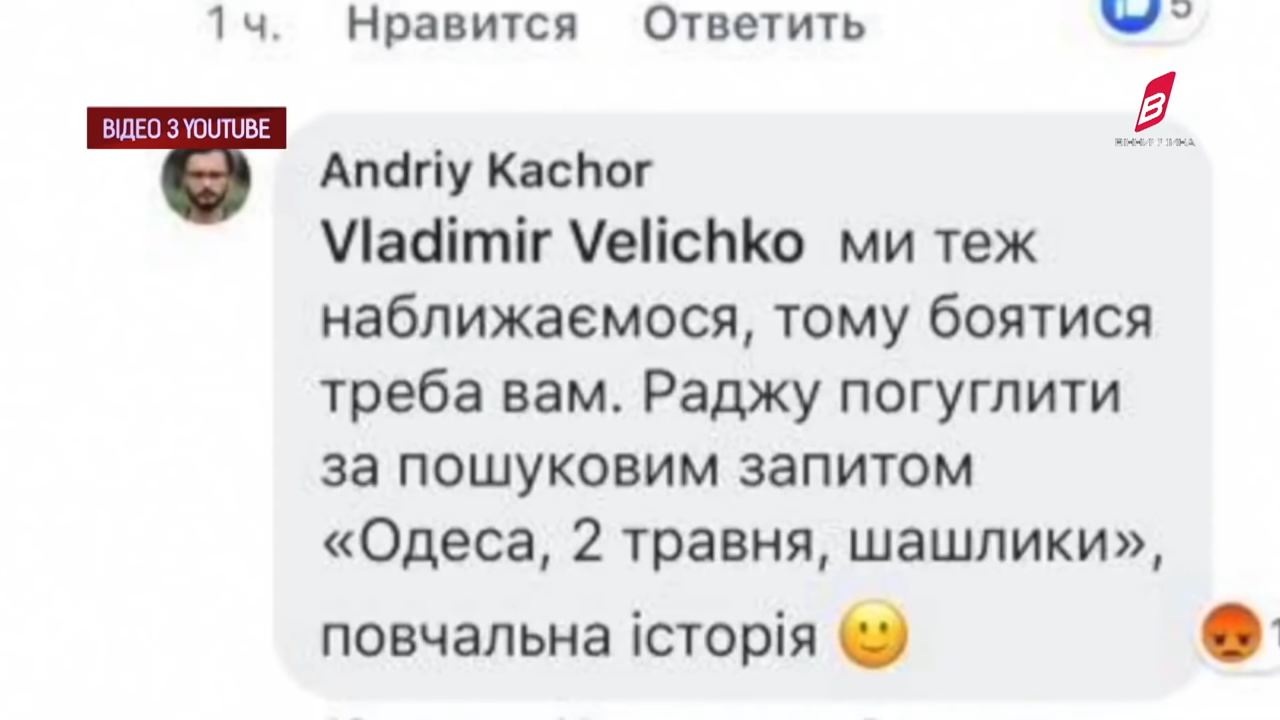 1 ч. Нравится Ответить 5
ВІДЕО З YOUTUBE
Andriy Kachor
Vladimir Velichko ми теж
наближаємося, тому боятися
треба вам. Раджу погуглити
за пошуковим запитом
«Одеса, 2 травня, шашлики»,
повчальна історія 🙂